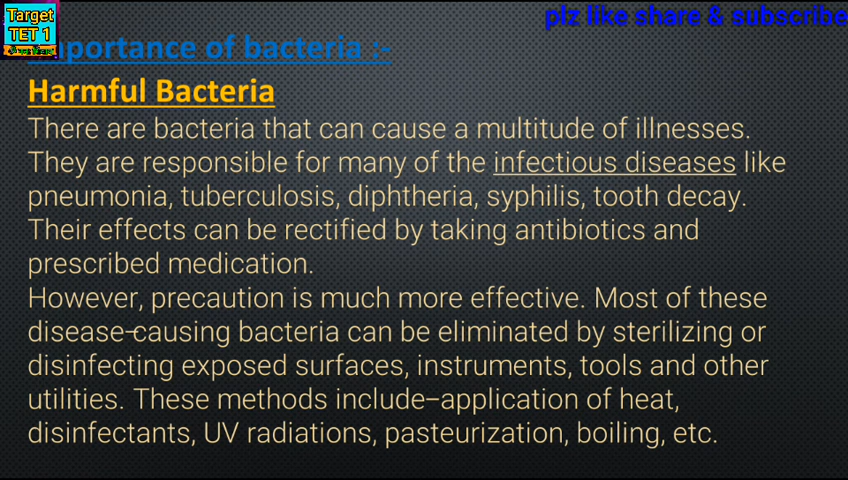 Target
TET 1
plz like share & subscribe
Importance of bacteria :-
Harmful Bacteria
There are bacteria that can cause a multitude of illnesses.
They are responsible for many of the infectious diseases like
pneumonia, tuberculosis, diphtheria, syphilis, tooth decay.
Their effects can be rectified by taking antibiotics and
prescribed medication.
However, precaution is much more effective. Most of these
disease-causing bacteria can be eliminated by sterilizing or
disinfecting exposed surfaces, instruments, tools and other
utilities. These methods include–application of heat,
disinfectants, UV radiations, pasteurization, boiling, etc.